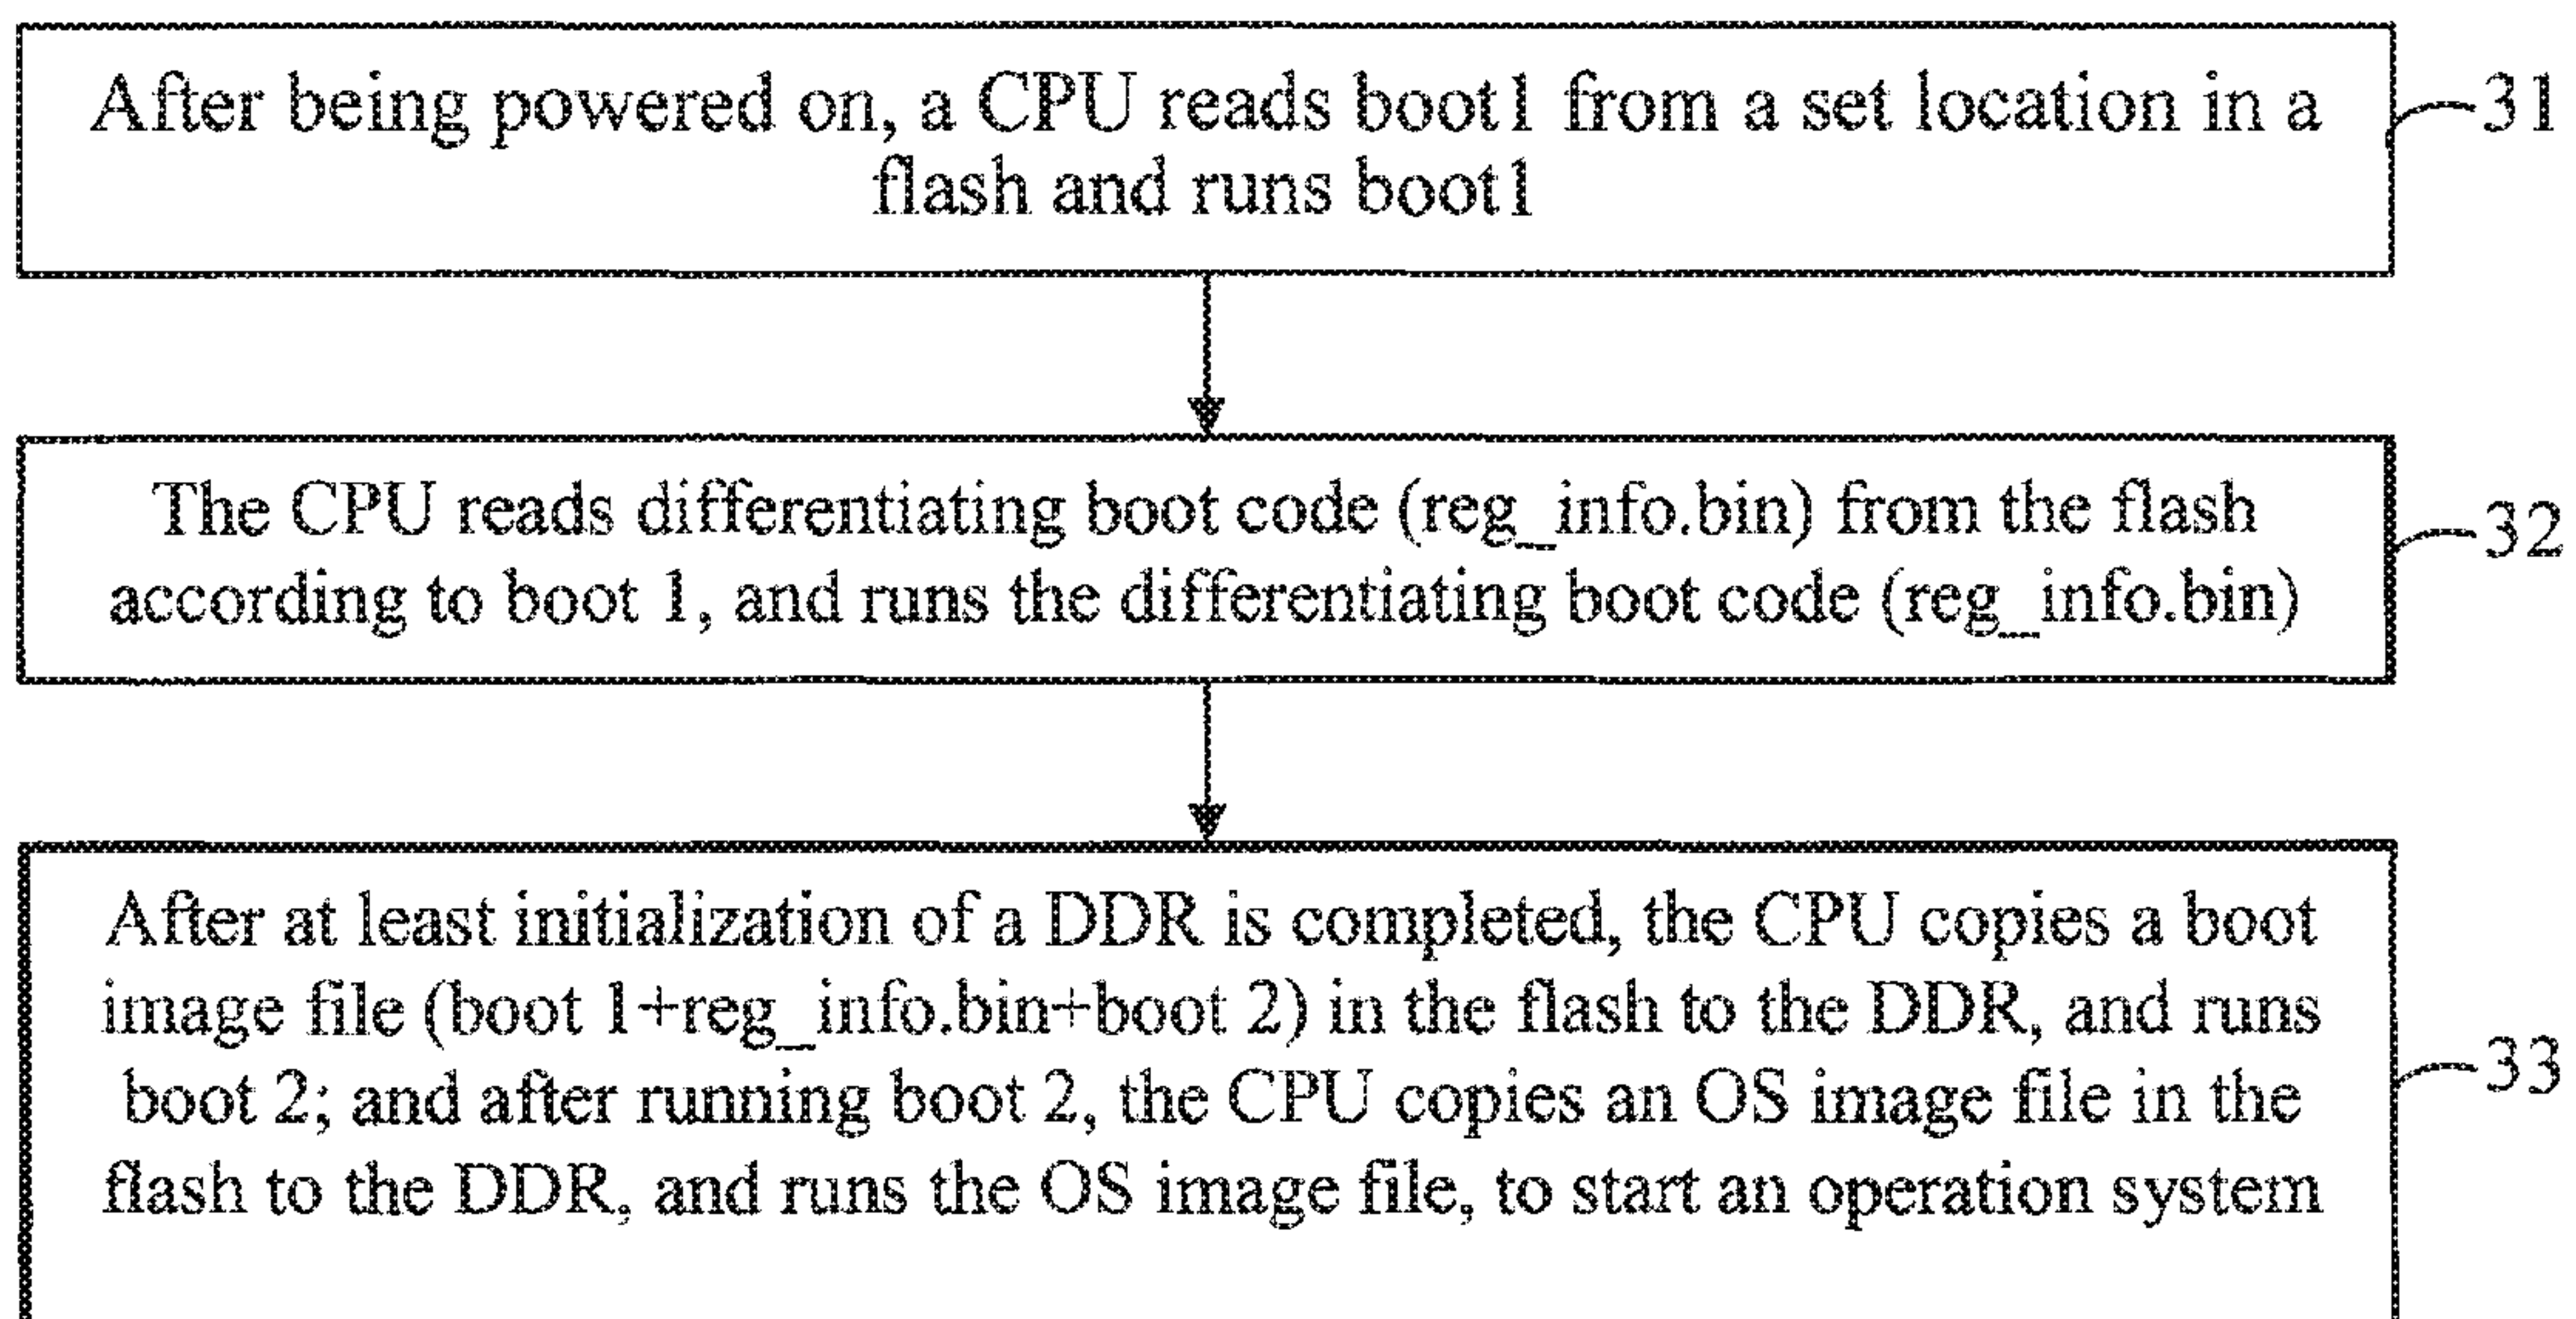 After being powered on, a CPU reads boot1 from a set location in a
flash and runs boot1
31
The CPU reads differentiating boot code (reg_info.bin) from the flash
according to boot 1, and runs the differentiating boot code (reg_info.bin)
32
After at least initialization of a DDR is completed, the CPU copies a boot
image file (boot 1+reg_info.bin+boot 2) in the flash to the DDR, and runs
boot 2; and after running boot 2, the CPU copies an OS image file in the
flash to the DDR, and runs the OS image file, to start an operation system
33